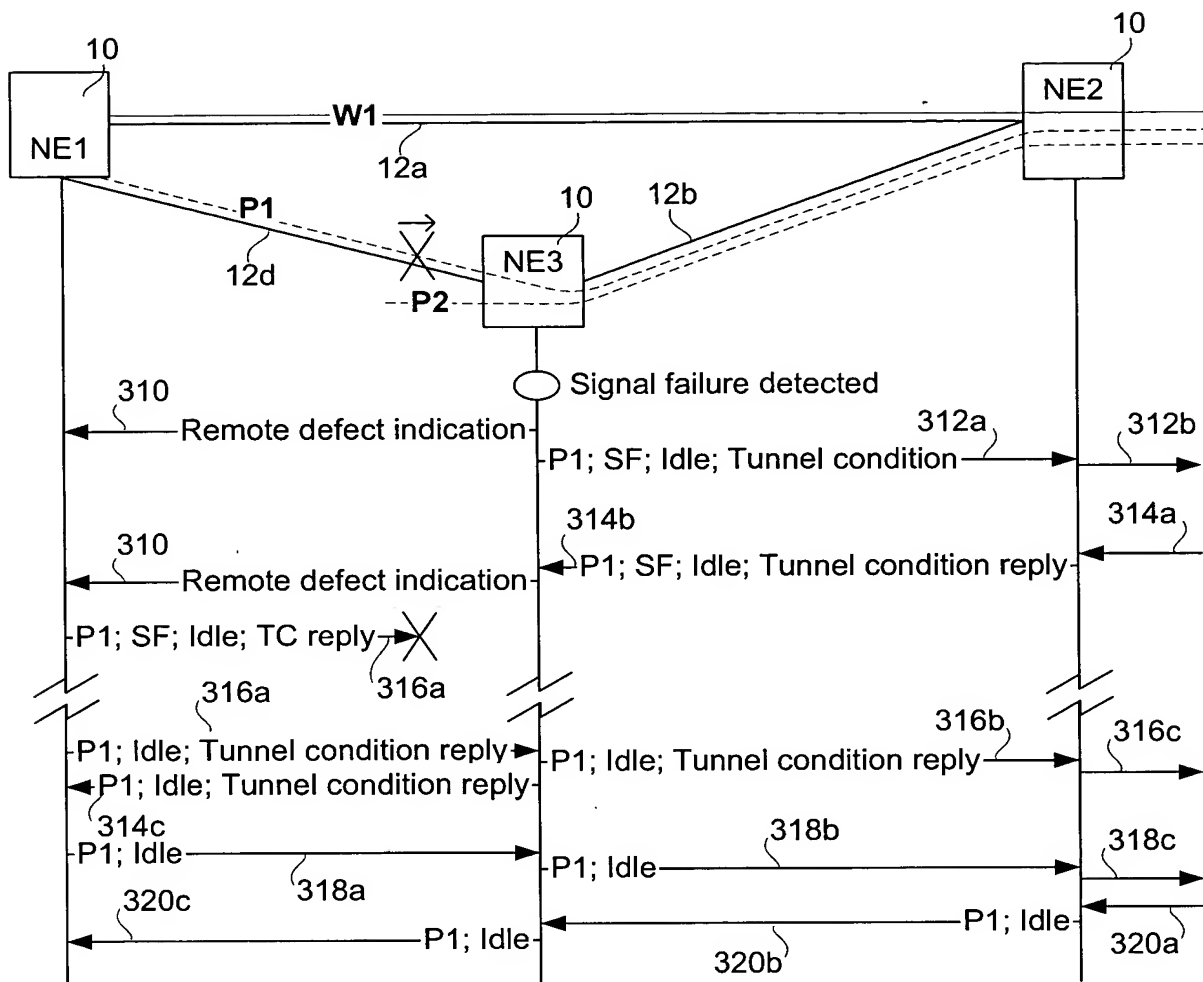 10
10
NE1
W1
NE2
12a
P1
10
12b
12d
NE3
P2
Signal failure detected
310
Remote defect indication
312a
312b
P1; SF; Idle; Tunnel condition
314b
314a
310
P1; SF; Idle; Tunnel condition reply
Remote defect indication
P1; SF; Idle; TC reply
316a
316a
316b
P1; Idle; Tunnel condition reply
P1; Idle; Tunnel condition reply
316c
P1; Idle; Tunnel condition reply
314c
318b
P1; Idle
P1; Idle
318c
318a
320c
P1; Idle
P1; Idle
320a
320b